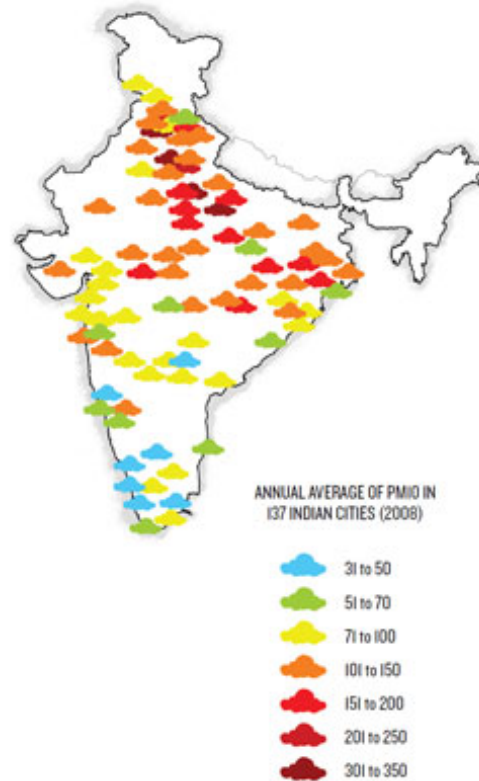 ANNUAL AVERAGE OF PM10 IN
137 INDIAN CITIES (2008)
31 to 50
51 to 70
71 to 100
101 to 150
151 to 200
201 to 250
301 to 350